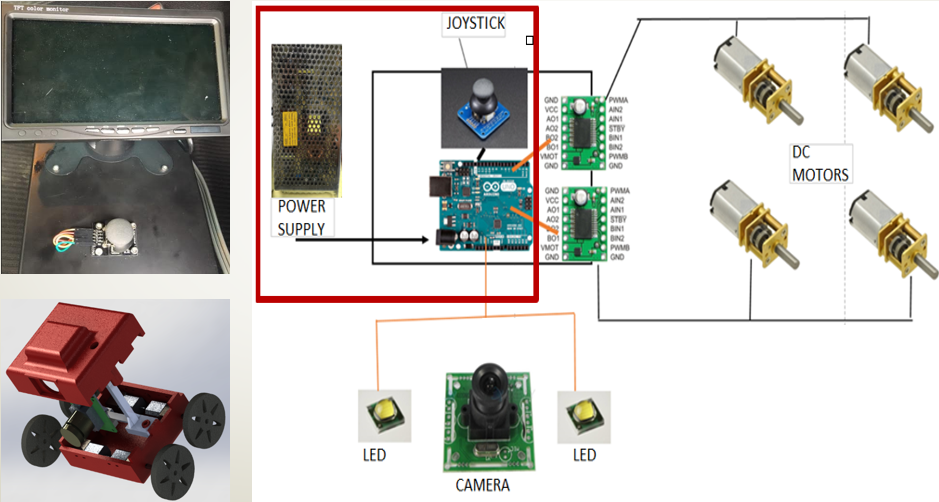 TFT color monitor
JOYSTICK
POWER
SUPPLY
GND
VCC
AO1
AO2
BO2
BO1
VMOT
GND
PWMA
AIN2
AIN1
STBY
BIN1
BIN2
PWMB
GND
GND
VCC
AO1
AO2
BO1
VMOT
GND
PWMA
AIN2
AIN1
STBY
BIN1
BIN2
PWMB
GND
DC
MOTORS
LED
CAMERA
LED